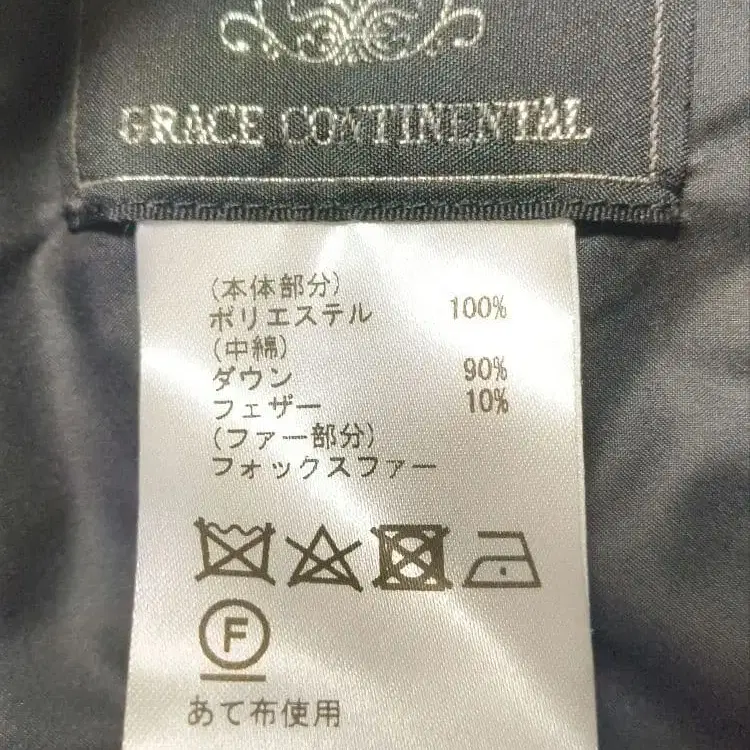 GRACE CONTINENTAL
(本体部分)
ポリエステル 100%
(中綿)
ダウン 90%
フェザー 10%
(ファー部分)
フォックスファー
F
あて布使用